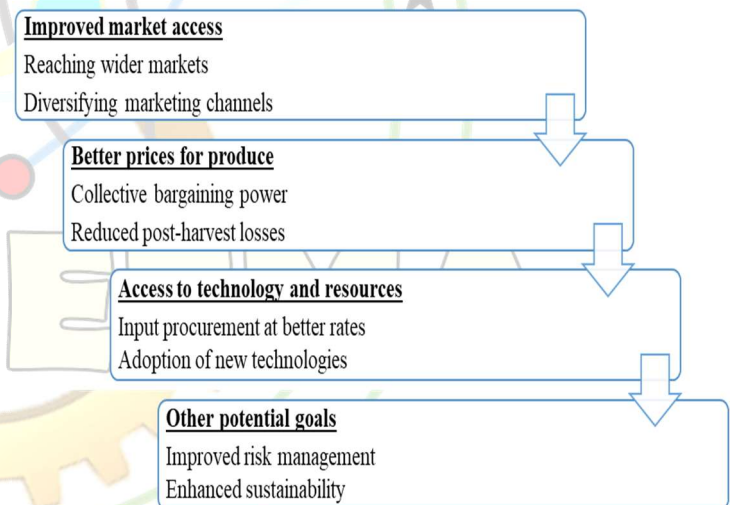 Improved market access
Reaching wider markets
Diversifying marketing channels
Better prices for produce
Collective bargaining power
Reduced post-harvest losses
Access to technology and resources
Input procurement at better rates
Adoption of new technologies
Other potential goals
Improved risk management
Enhanced sustainability